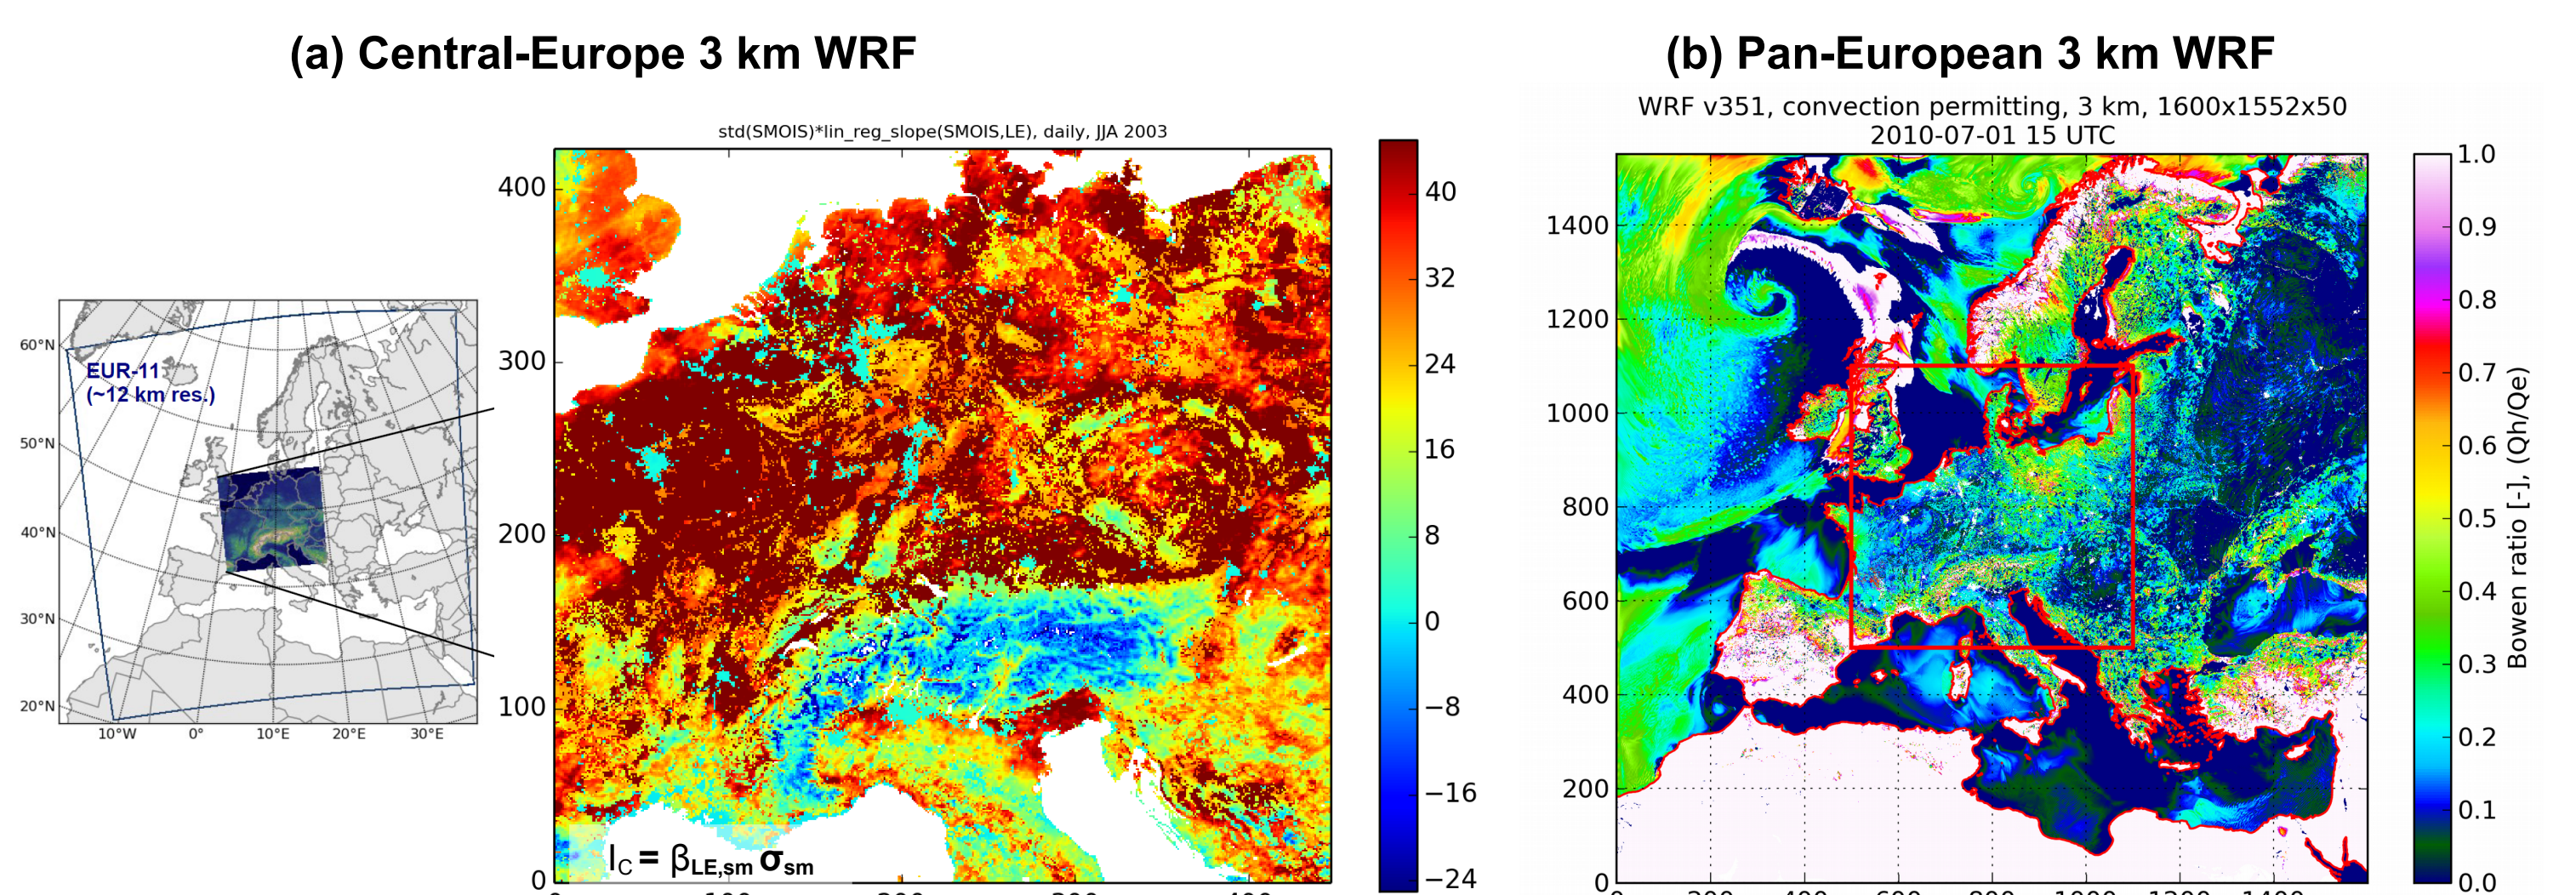 (a) Central-Europe 3 km WRF
(b) Pan-European 3 km WRF
EUR-11
(~12 km res.)
60°N
50°N
40°N
30°N
20°N
10°W 0° 10°E 20°E 30°E
std(SMOIS)*lin_reg_slope(SMOIS,LE), daily, JJA 2003
400
300
200
100
0
I_C = β_LE,sm σ_sm
40
32
24
16
8
0
−8
−16
−24
WRF v351, convection permitting, 3 km, 1600x1552x50
2010-07-01 15 UTC
1400
1200
1000
800
600
400
200
0
1.0
0.9
0.8
0.7
0.6
0.5
0.4
0.3
0.2
0.1
0.0
Bowen ratio [-], (Qh/Qe)